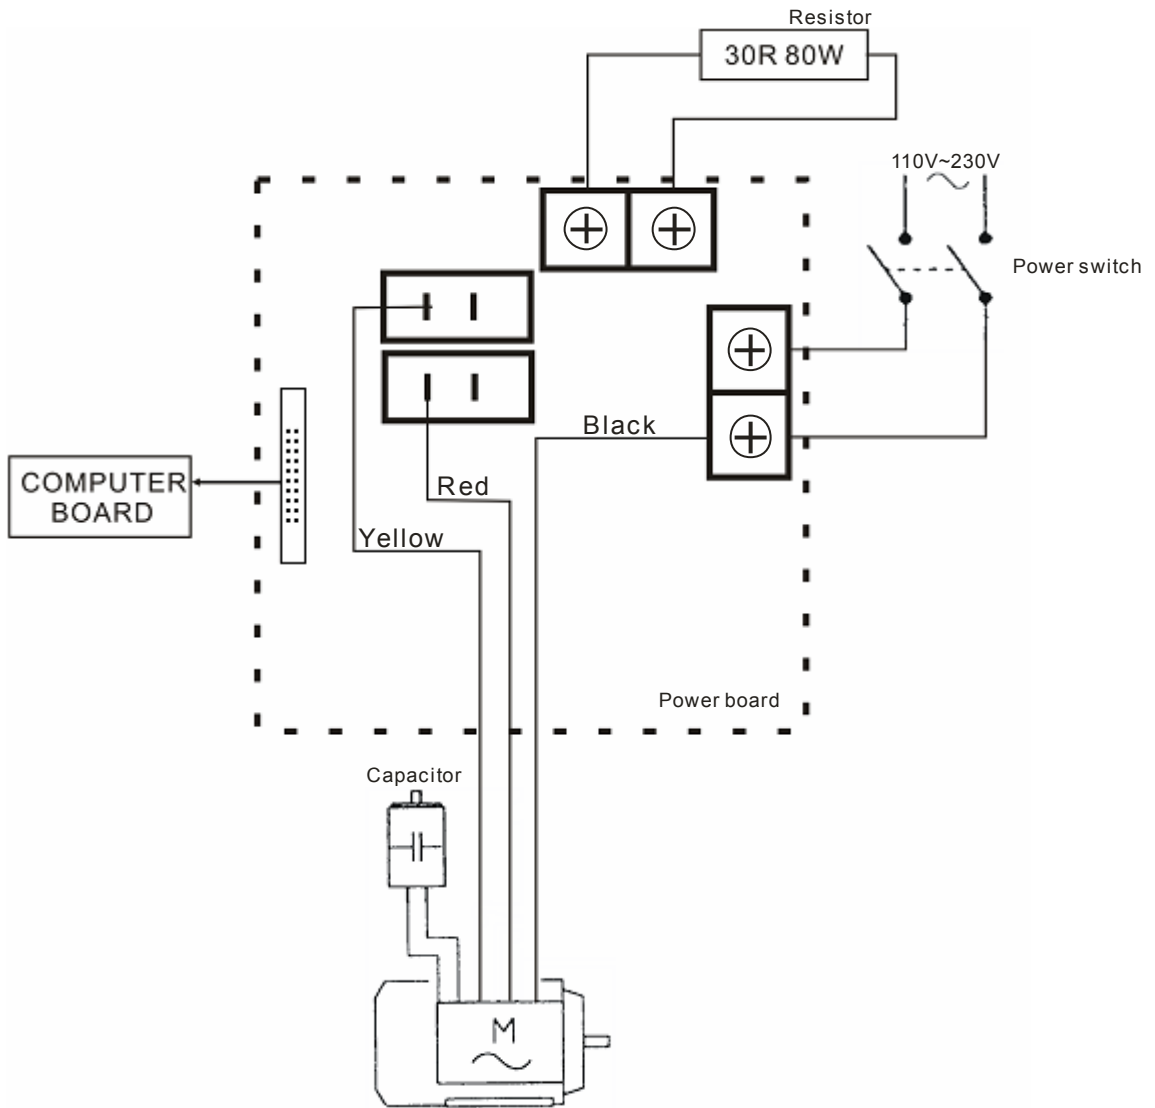 Resistor
30R 80W
110V~230V
Power switch
Black
Red
COMPUTER
BOARD
Yellow
Power board
Capacitor
M